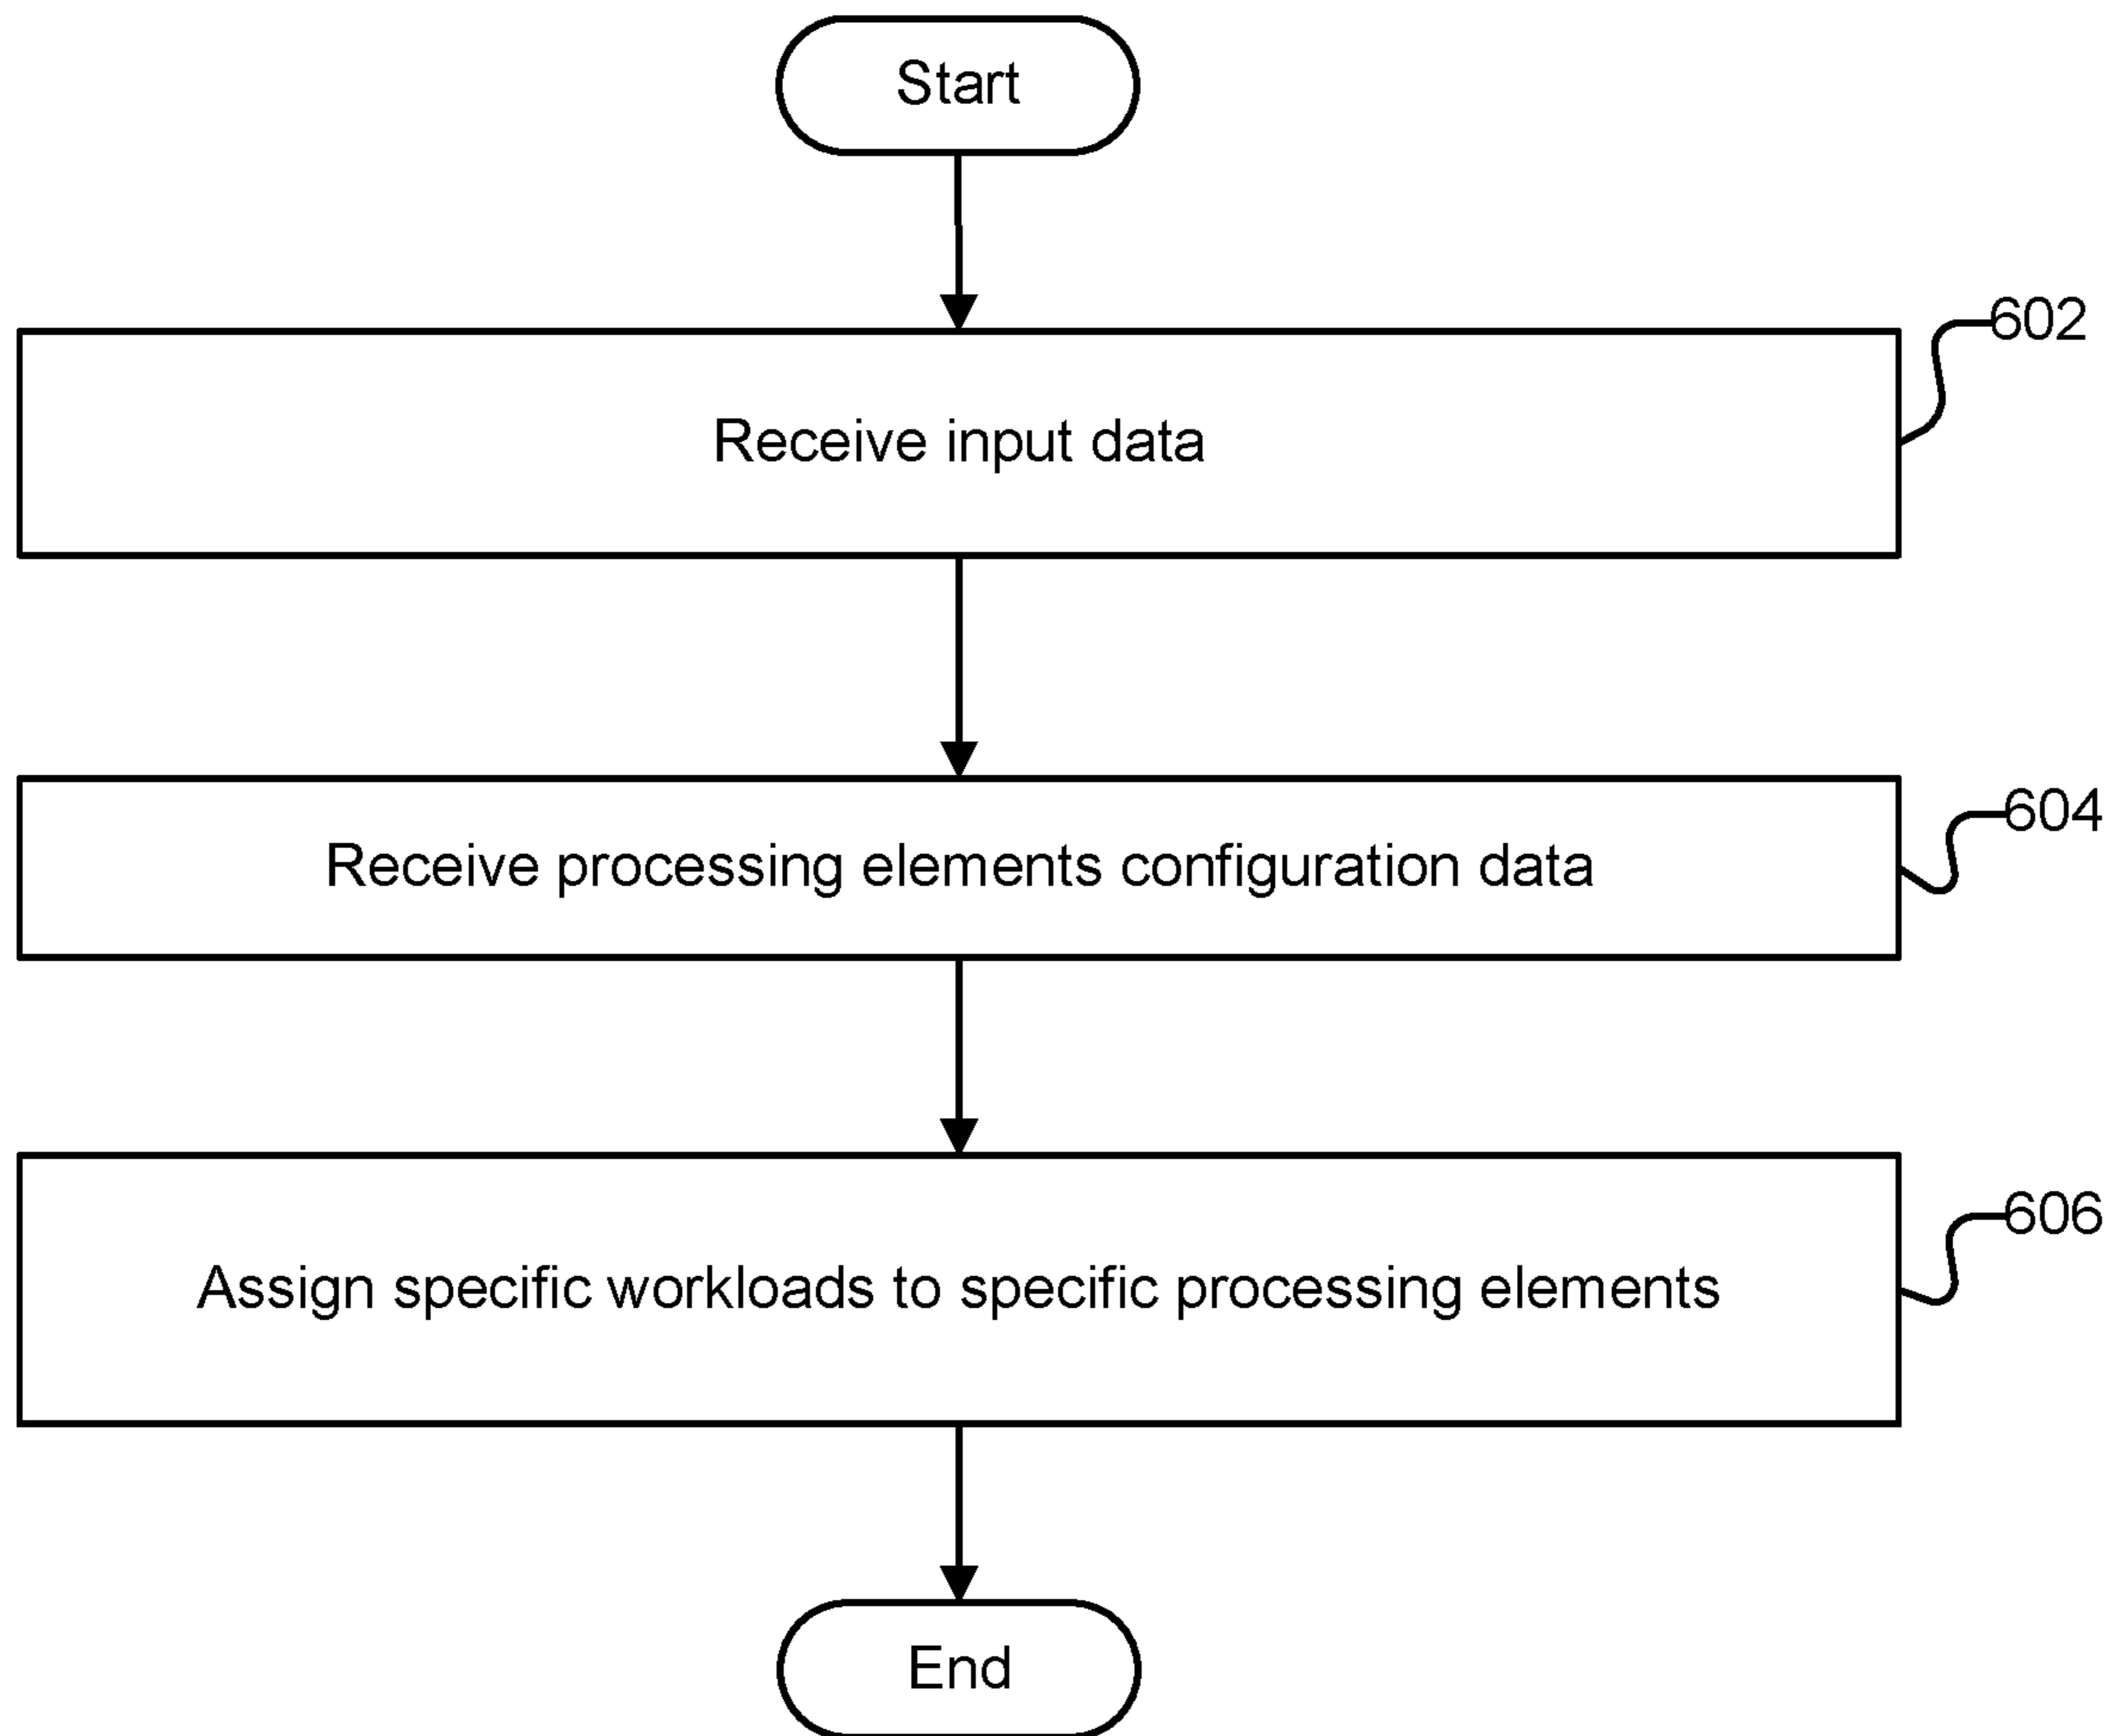 Start
602
Receive input data
604
Receive processing elements configuration data
606
Assign specific workloads to specific processing elements
End